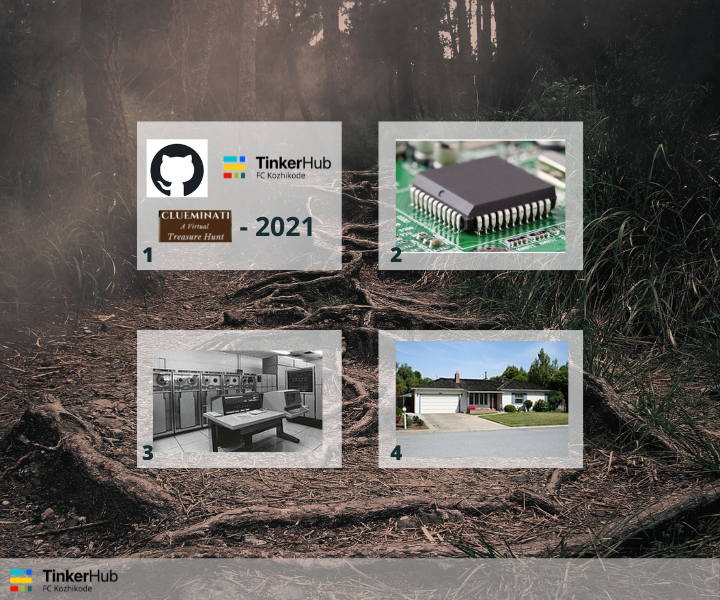 TinkerHub
FC Kozhikode
CLUEMINATI
A Virtual
Treasure Hunt
- 2021
1
2
3
4
TinkerHub
FC Kozhikode